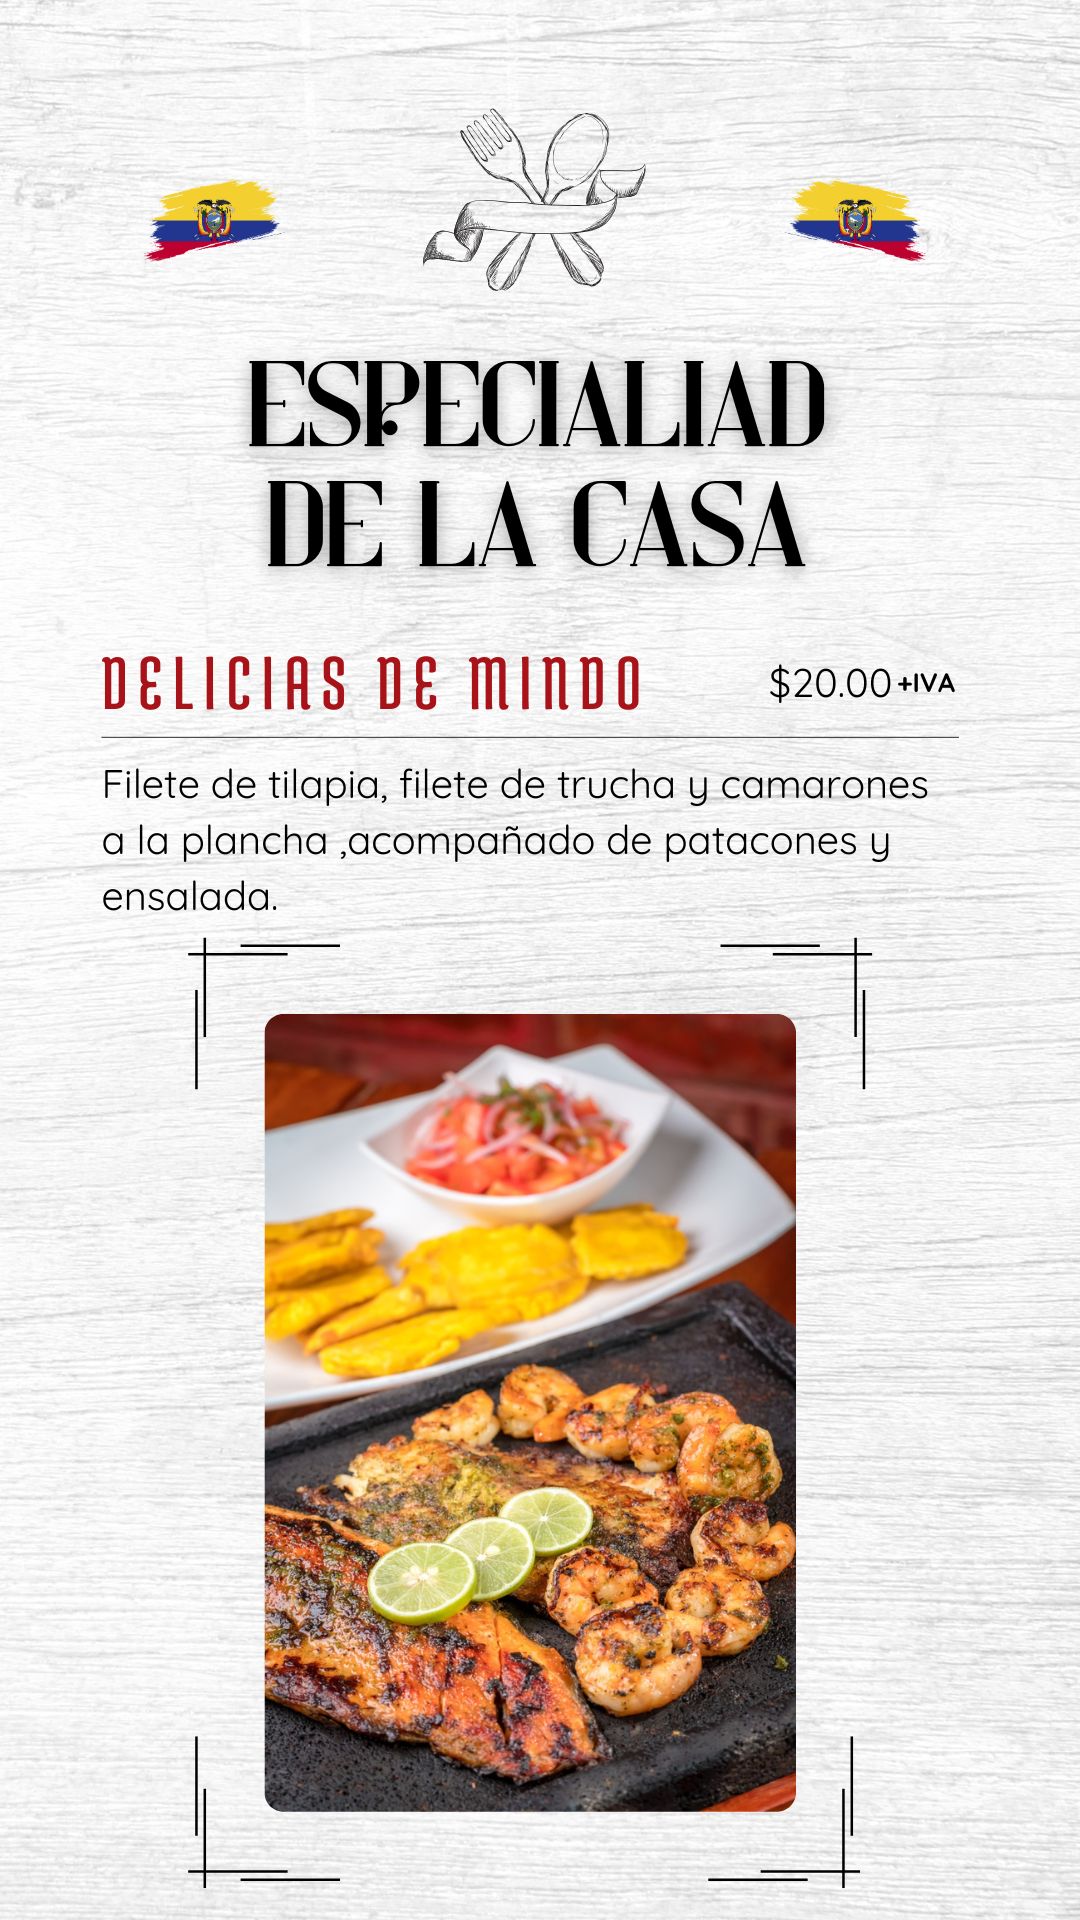 ESPECIALIAD
DE LA CASA
DELICIAS DE MINDO $20.00+IVA
Filete de tilapia, filete de trucha y camarones
a la plancha ,acompañado de patacones y
ensalada.